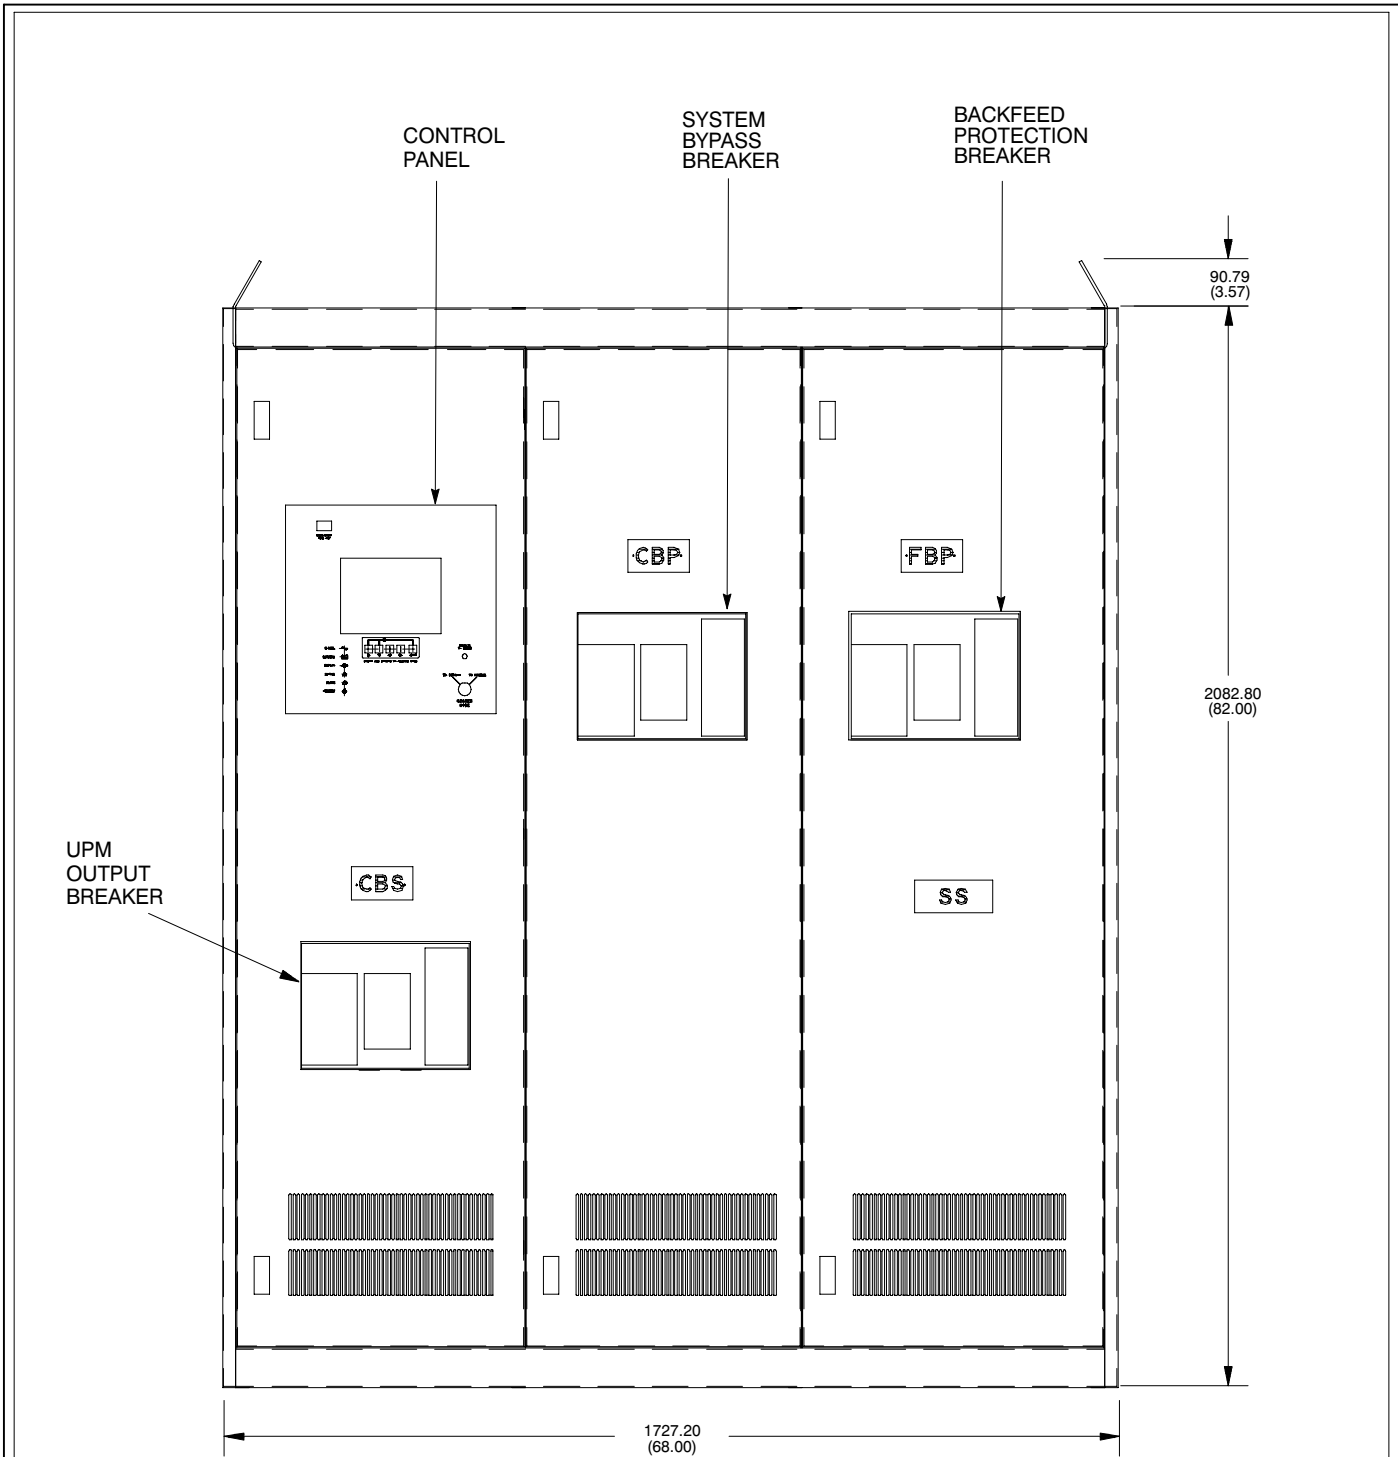 CONTROL
PANEL
SYSTEM
BYPASS
BREAKER
BACKFEED
PROTECTION
BREAKER
90.79
(3.57)
CBP
FBP
2082.80
(82.00)
UPM
OUTPUT
BREAKER
CBS
SS
1727.20
(68.00)